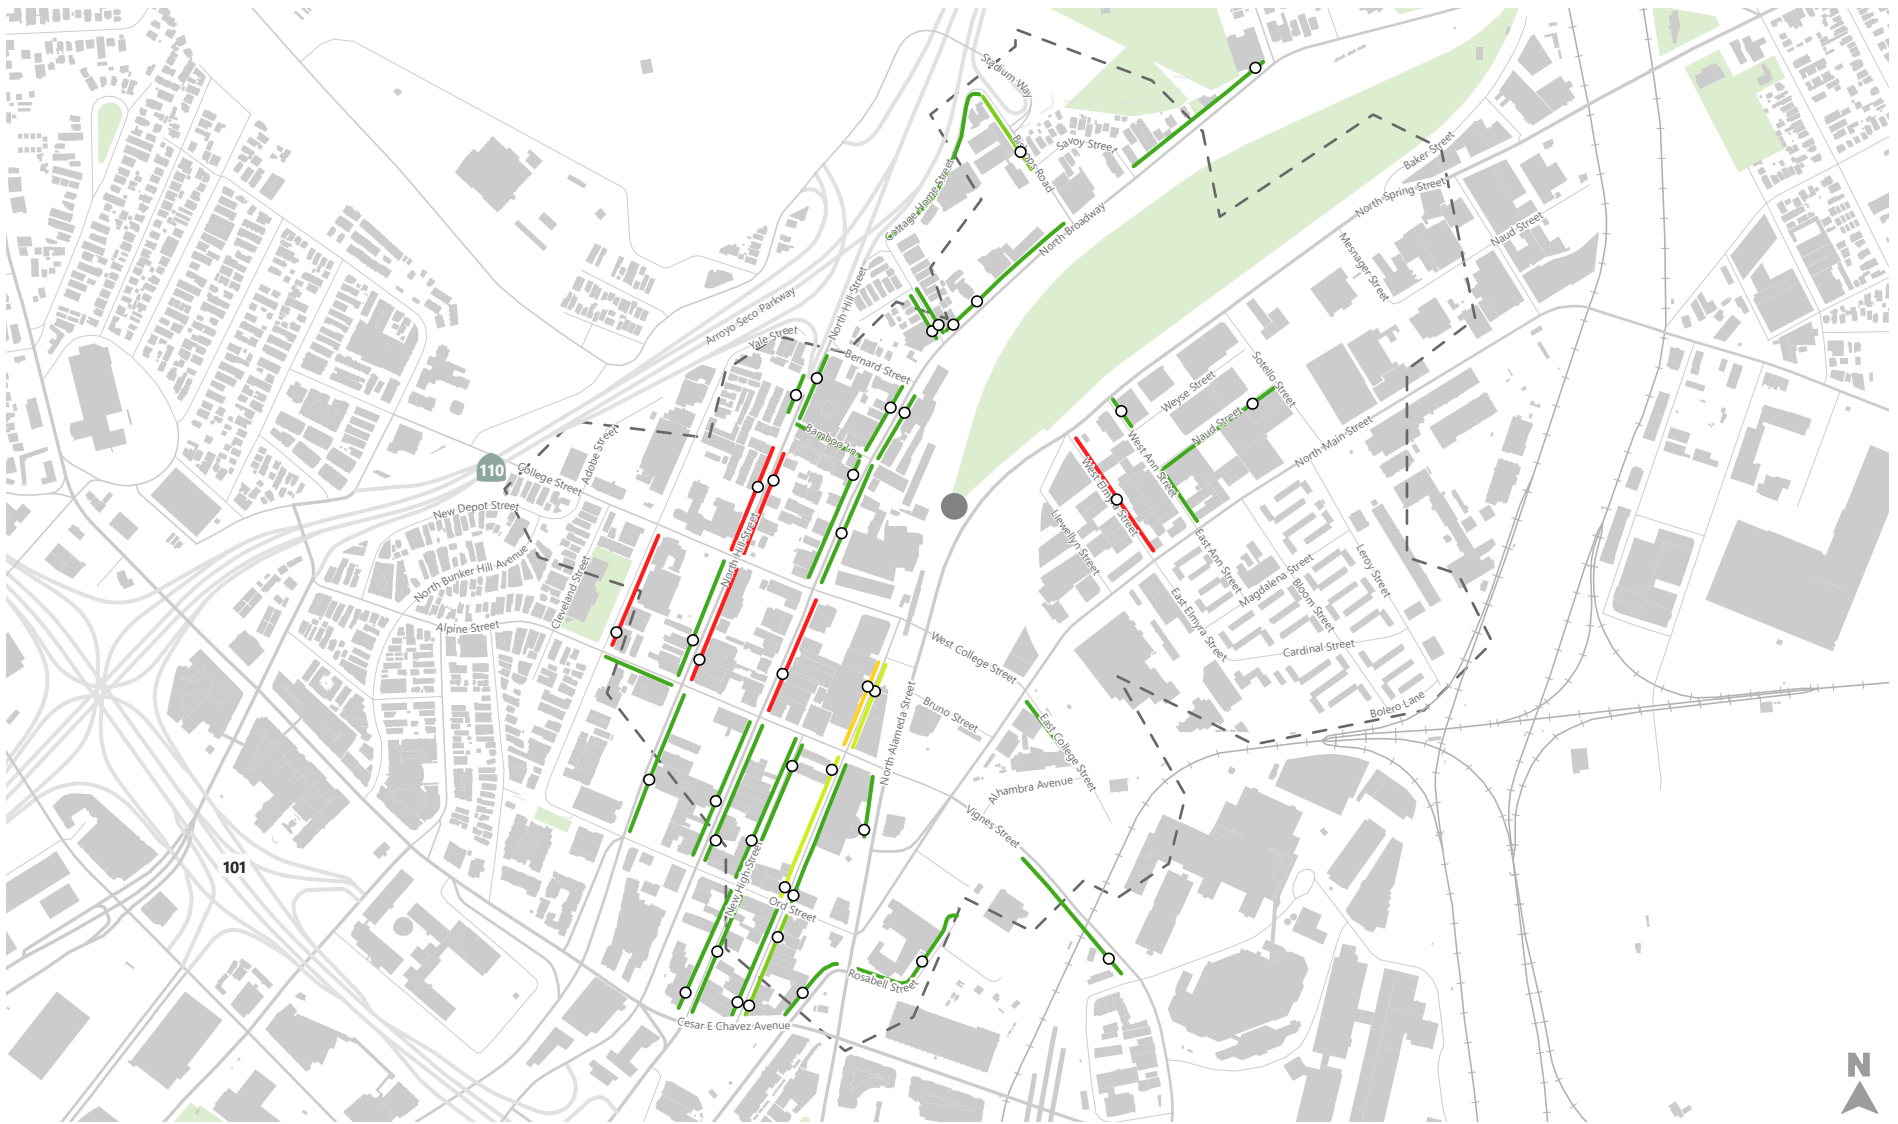 Stadium Way
Bishops Road
Savoy Street
Baker Street
North Spring Street
Cottage Home Street
North Broadway
Naud Street
Mesnager Street
North Hill Street
Arroyo Seco Parkway
Yale Street
Bernard Street
Sotello Street
Weyse Street
Naud Street
Bamboo Ln
North Main Street
Adobe Street
110
College Street
West Ann Street
West Elmyra Street
New Depot Street
Llewellyn Street
North Hill Street
East Ann Street
North Bunker Hill Avenue
Cleveland Street
Leroy Street
Magdalena Street
Bloom Street
East Elmyra Street
Alpine Street
West College Street
Cardinal Street
North Alameda Street
Bruno Street
Bolero Lane
East College Street
Alhambra Avenue
Vignes Street
101
New High Street
Ord Street
Rosabell Street
Cesar E Chavez Avenue
N